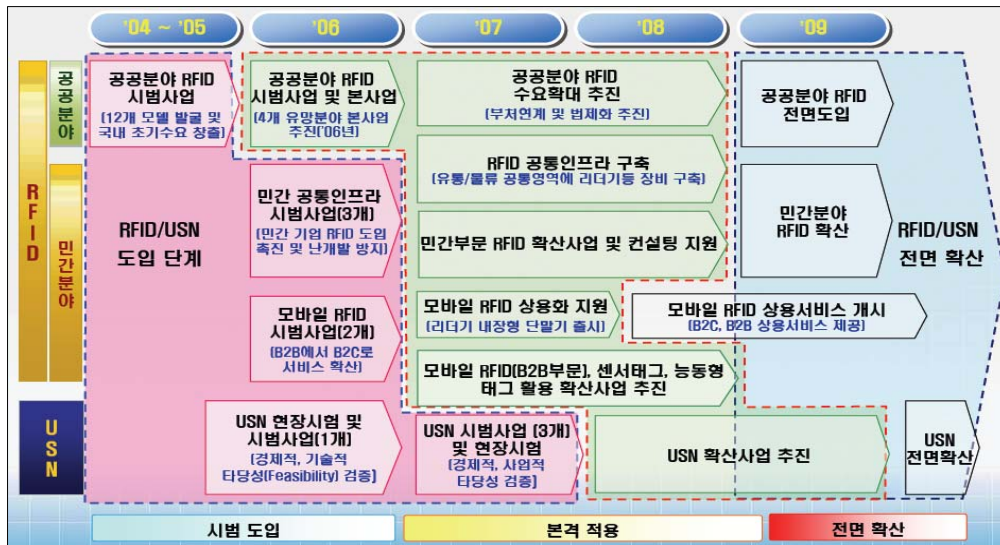 '04 ~ '05
'06
'07
'08
'09
RFID
공공분야
민간분야
USN
공공분야 RFID
시범사업
(12개 모델 발굴 및
국내 초기수요 창출)
공공분야 RFID
시범사업 및 본사업
(4개 유망분야 본사업
추진('06년)
공공분야 RFID
수요확대 추진
(부처연계 및 법제화 추진)
공공분야 RFID
전면도입
RFID 공통인프라 구축
(유통/물류 공통영역에 리더기등 장비 구축)
민간 공통인프라
시범사업(3개)
(민간 기업 RFID 도입
촉진 및 난개발 방지)
민간부문 RFID 확산사업 및 컨설팅 지원
민간분야
RFID 확산
RFID/USN
도입 단계
RFID/USN
전면 확산
모바일 RFID
시범사업(2개)
(B2B에서 B2C로
서비스 확산)
모바일 RFID 상용화 지원
(리더기 내장형 단말기 출시)
모바일 RFID 상용서비스 개시
(B2C, B2B 상용서비스 제공)
모바일 RFID(B2B부문), 센서태그, 능동형
태그 활용 확산사업 추진
USN 현장시험 및
시범사업(1개)
(경제적, 기술적
타당성(Feasibility) 검증)
USN 시범사업 (3개)
및 현장시험
(경제적, 사업적
타당성 검증)
USN 확산사업 추진
USN
전면확산
시범 도입
본격 적용
전면 확산